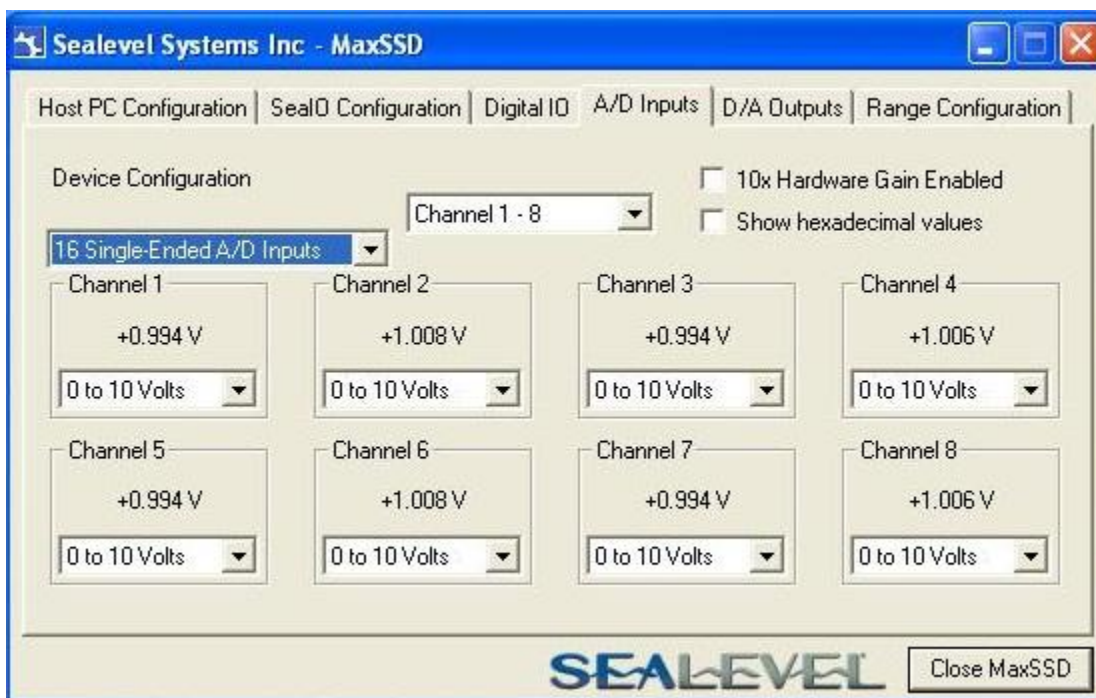 Sealevel Systems Inc - MaxSSD
Host PC Configuration
SeaIO Configuration
Digital IO
A/D Inputs
D/A Outputs
Range Configuration
Device Configuration
Channel 1 - 8
10x Hardware Gain Enabled
Show hexadecimal values
16 Single-Ended A/D Inputs
Channel 1
+0.994 V
0 to 10 Volts
Channel 2
+1.008 V
0 to 10 Volts
Channel 3
+0.994 V
0 to 10 Volts
Channel 4
+1.006 V
0 to 10 Volts
Channel 5
+0.994 V
0 to 10 Volts
Channel 6
+1.008 V
0 to 10 Volts
Channel 7
+0.994 V
0 to 10 Volts
Channel 8
+1.006 V
0 to 10 Volts
SEALEVEL
Close MaxSSD